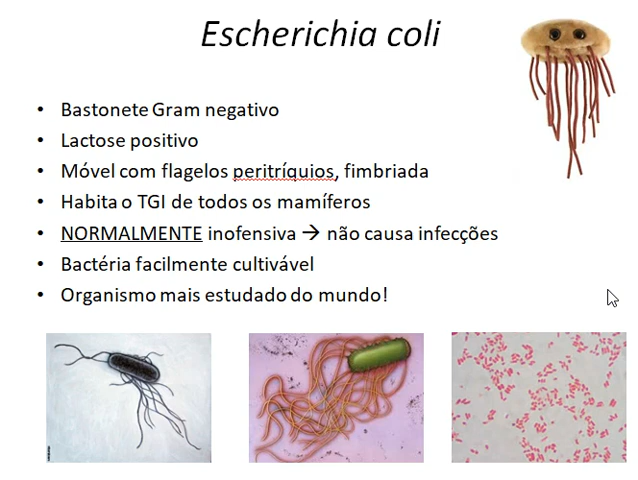 Escherichia coli
• Bastonete Gram negativo
• Lactose positivo
• Móvel com flagelos peritríquios, fimbriada
• Habita o TGI de todos os mamíferos
• NORMALMENTE inofensiva → não causa infecções
• Bactéria facilmente cultivável
• Organismo mais estudado do mundo!